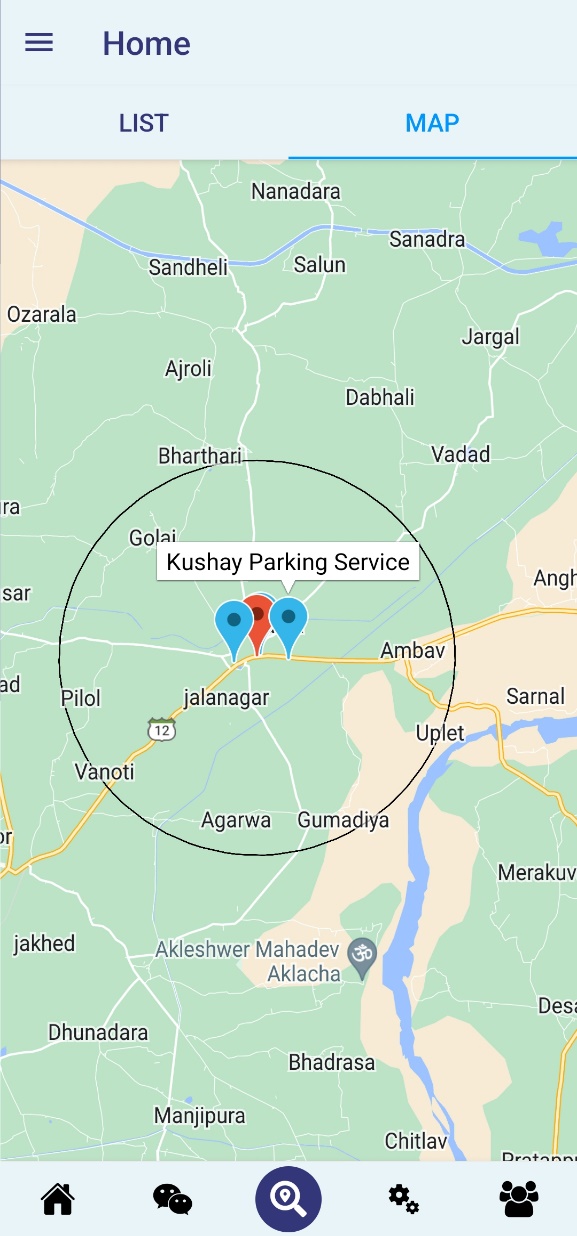 Home
LIST
MAP
Nanadara
Sanadra
Sandheli
Salun
Ozarala
Jargal
Ajroli
Dabhali
Bharthari
Vadad
ra
Golaj
Kushay Parking Service
Angh
sar
Ambav
ad
Pilol
jalanagar
Sarnal
12
Uplet
Vanoti
Agarwa
Gumadiya
or
Merakuv
jakhed
Akleshwer Mahadev
Aklacha
ॐ
Desa
Dhunadara
Bhadrasa
Manjipura
Chitlav